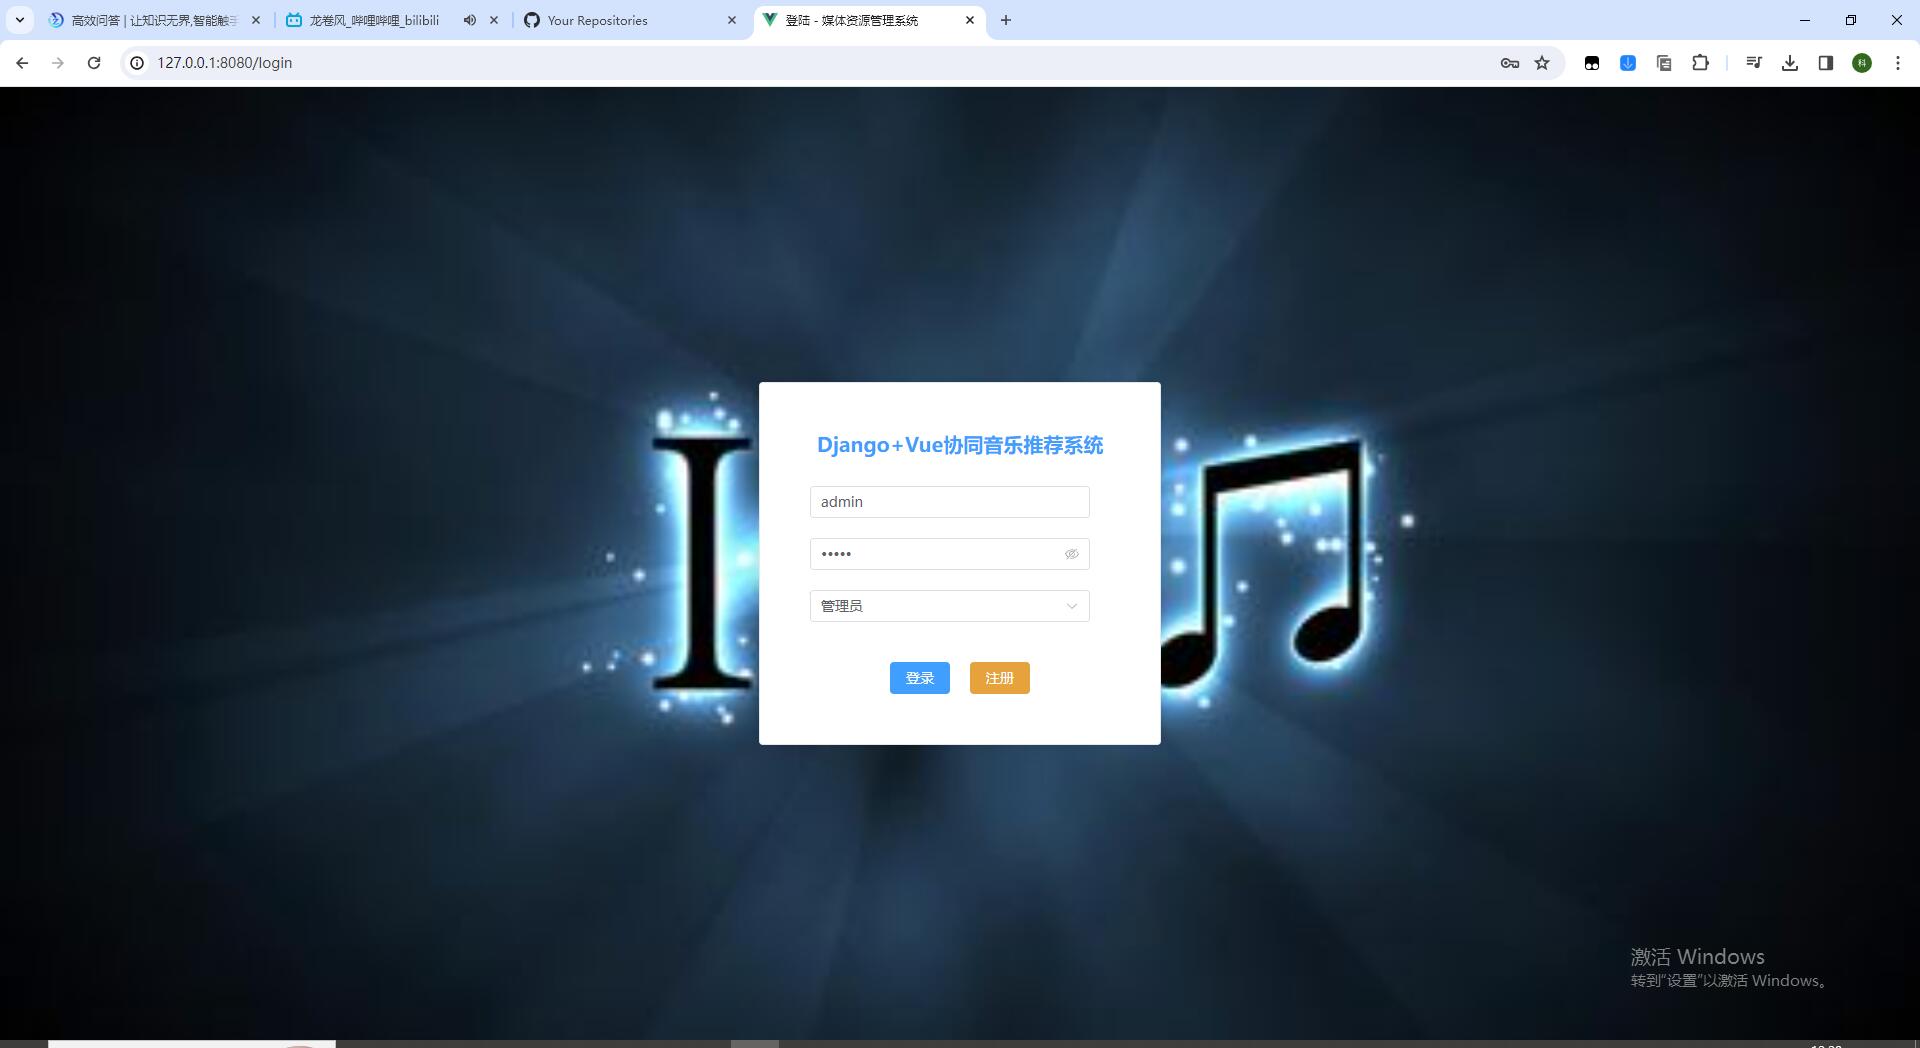 高效问答 | 让知识无界,智能触手
龙卷风_哔哩哔哩_bilibili
Your Repositories
登陆 - 媒体资源管理系统
127.0.0.1:8080/login
科
Django+Vue协同音乐推荐系统
admin
•••••
管理员
登录
注册
I
激活 Windows
转到"设置"以激活 Windows。